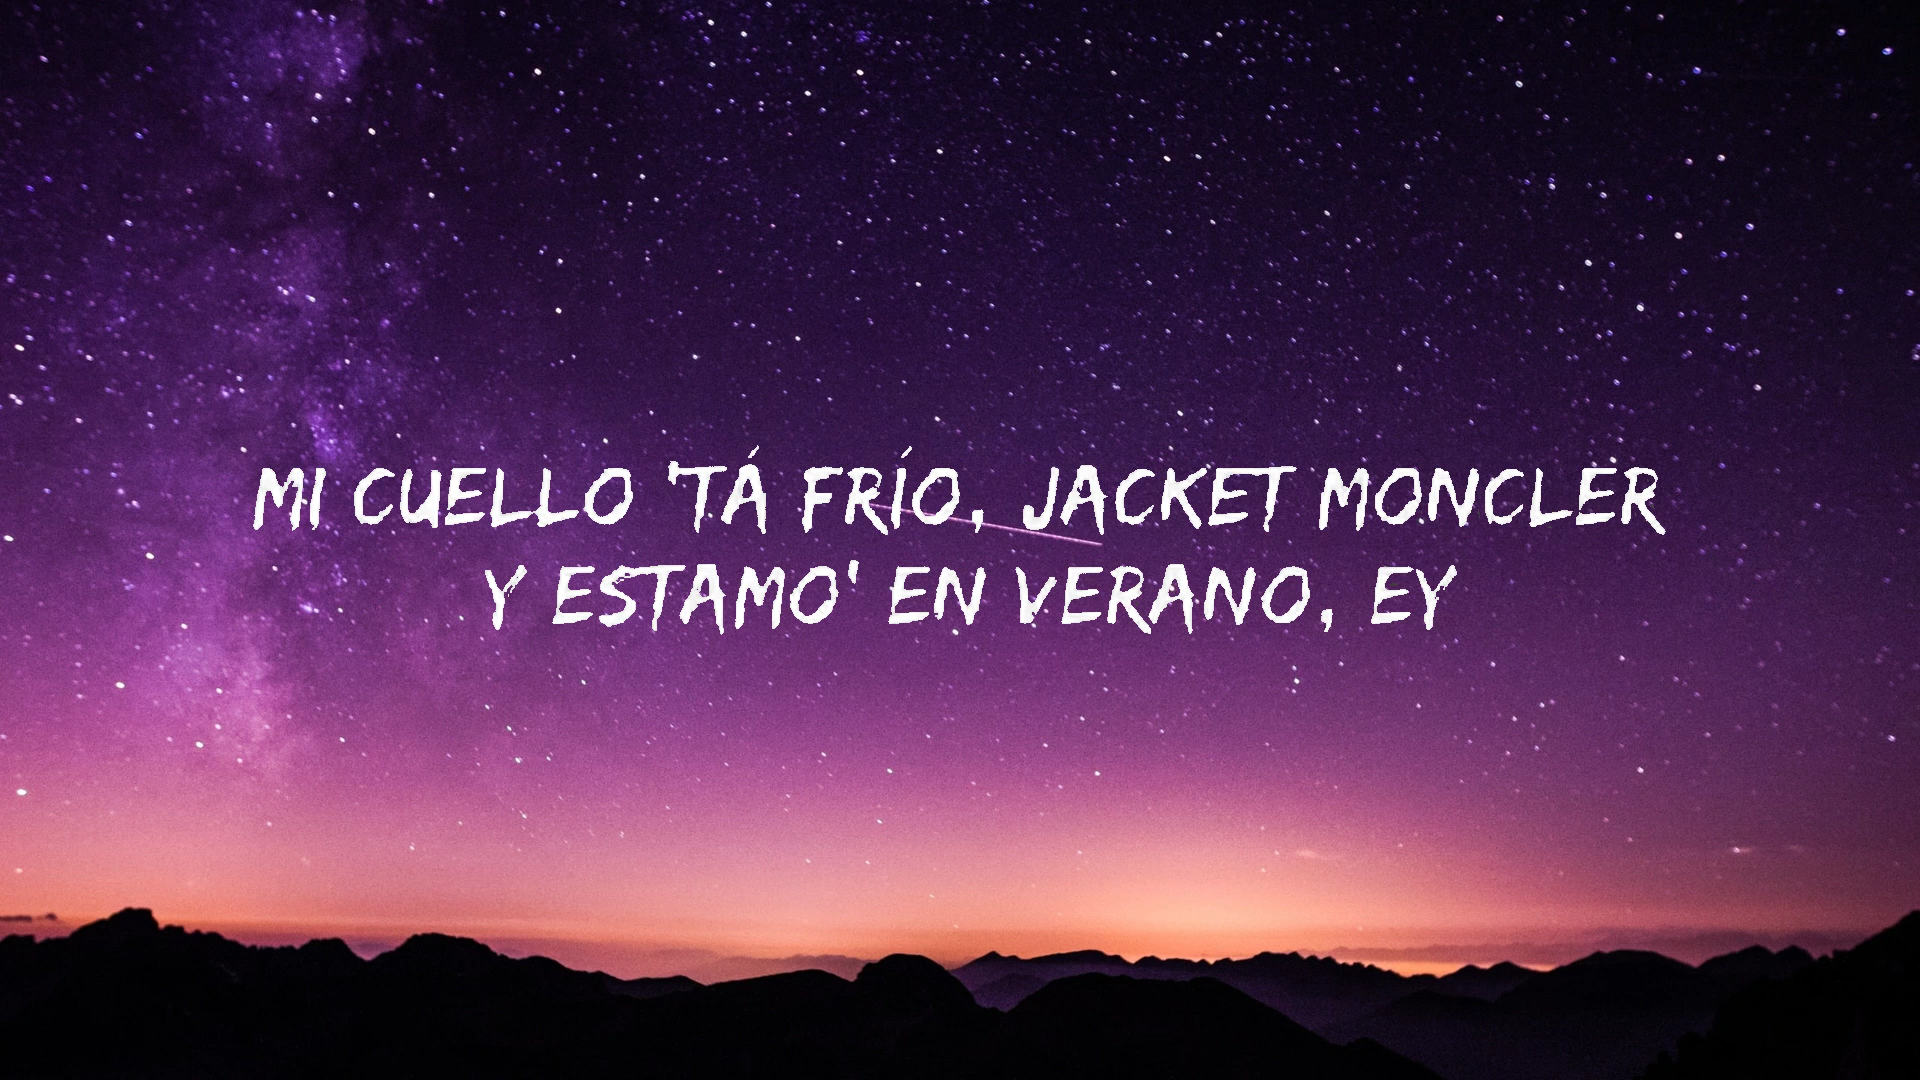 MI CUELLO 'TÁ FRÍO, JACKET MONCLER
Y ESTAMO' EN VERANO, EY